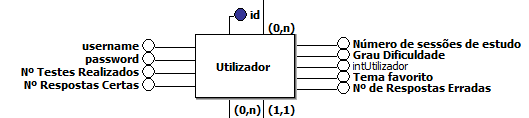 id
(0,n)
username
password
Nº Testes Realizados
Nº Respostas Certas
Utilizador
Número de sessões de estudo
Grau Dificuldade
intUtilizador
Tema favorito
Nº de Respostas Erradas
(0,n)
(1,1)